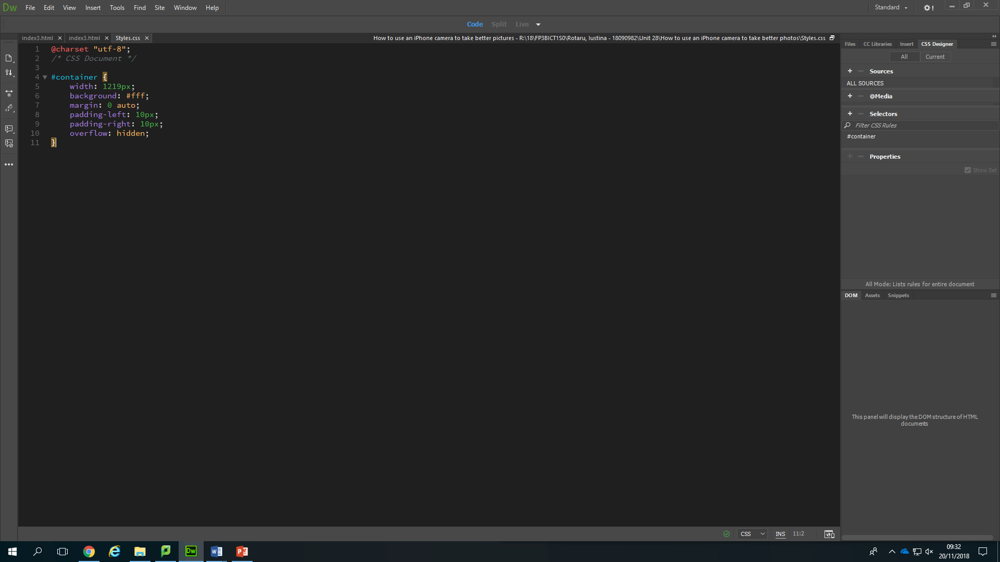 Dw File Edit View Insert Tools Find Site Window Help Standard
Code Split Live
index3.html index3.html Styles.css How to use an iPhone camera to take better pictures - R:\18\FP3BICT1S0\Rotaru, Iustina - 18090982\Unit 28\How to use an iPhone camera to take better photos\Styles.css
1 @charset "utf-8";
2 /* CSS Document */
3
4 #container {
5 width: 1219px;
6 background: #fff;
7 margin: 0 auto;
8 padding-left: 10px;
9 padding-right: 10px;
10 overflow: hidden;
11 }
Files CC Libraries Insert CSS Designer
All Current
+ Sources
ALL SOURCES
+ @Media
+ Selectors
Filter CSS Rules
#container
+ Properties
Show Set
All Mode: Lists rules for entire document
DOM Assets Snippets
This panel will display the DOM structure of HTML
documents
CSS INS 11:2
Dw
09:32
20/11/2018